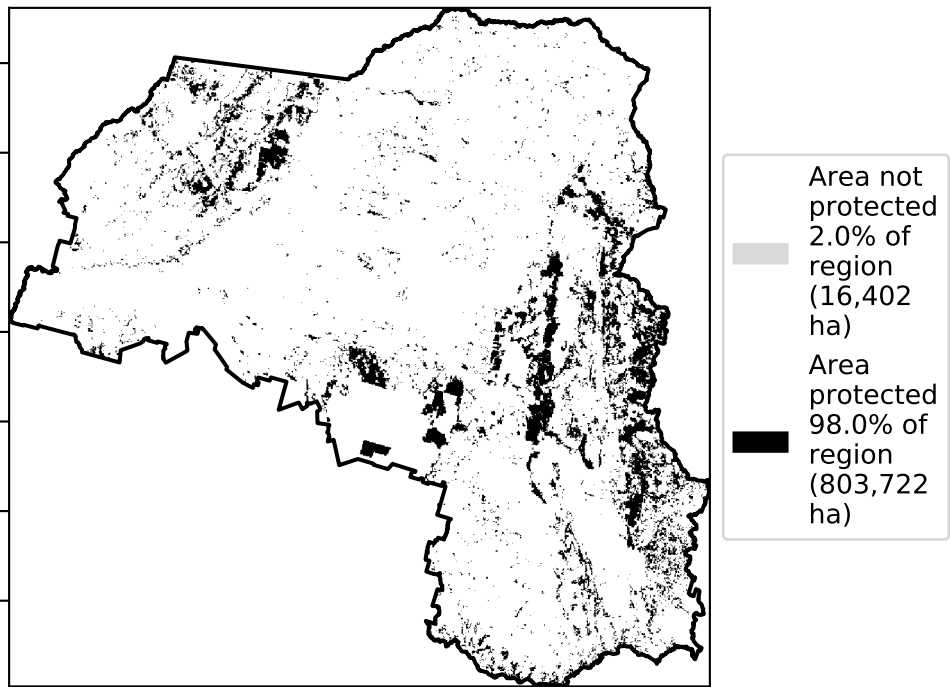 Area not
protected
2.0% of
region
(16,402
ha)
Area
protected
98.0% of
region
(803,722
ha)